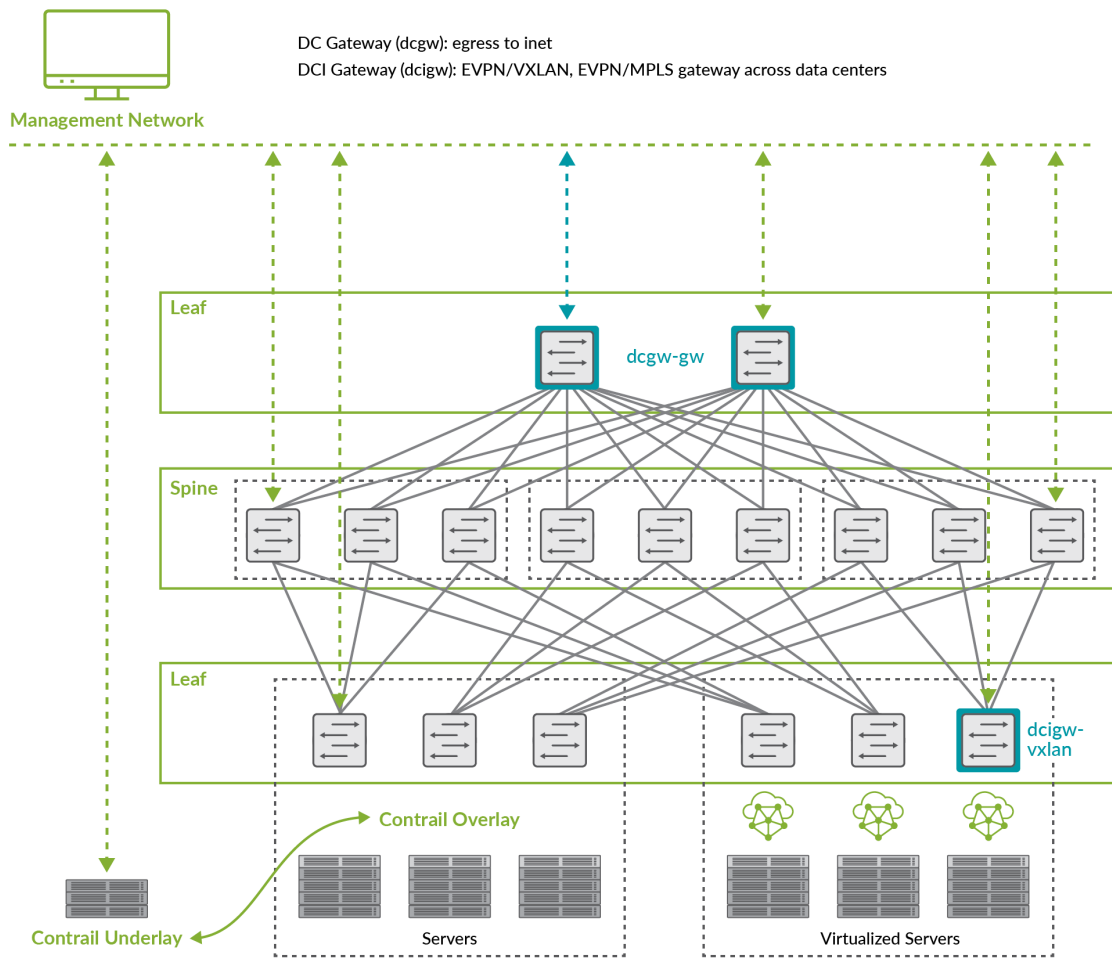 DC Gateway (dcgw): egress to inet
DCI Gateway (dcigw): EVPN/VXLAN, EVPN/MPLS gateway across data centers
Management Network
Leaf
dcgw-gw
Spine
Leaf
dcigw-
vxlan
Contrail Overlay
Contrail Underlay
Servers
Virtualized Servers